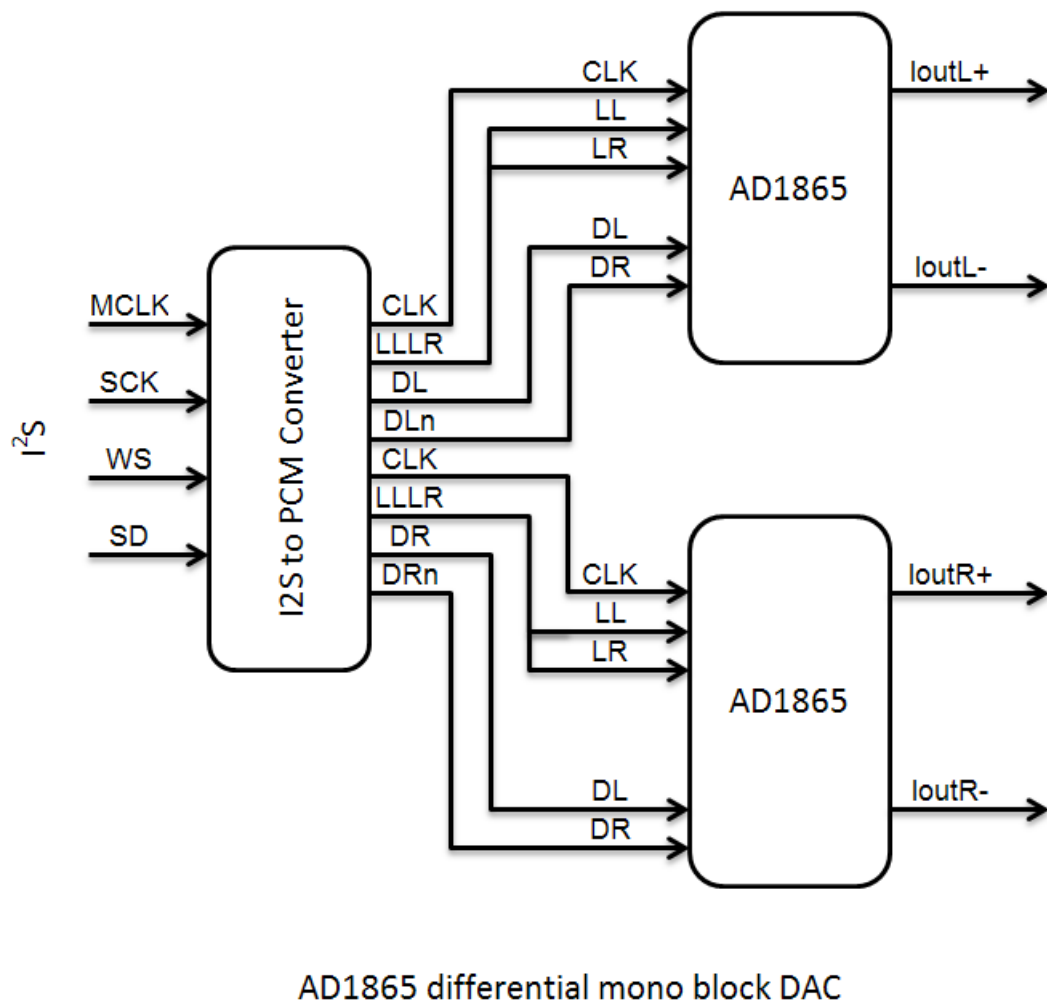 CLK
LL
LR
DL
DR
AD1865
IoutL+
IoutL-
I²S
MCLK
SCK
WS
SD
I2S to PCM Converter
CLK
LLLR
DL
DLn
CLK
LLLR
DR
DRn
CLK
LL
LR
DL
DR
AD1865
IoutR+
IoutR-
AD1865 differential mono block DAC